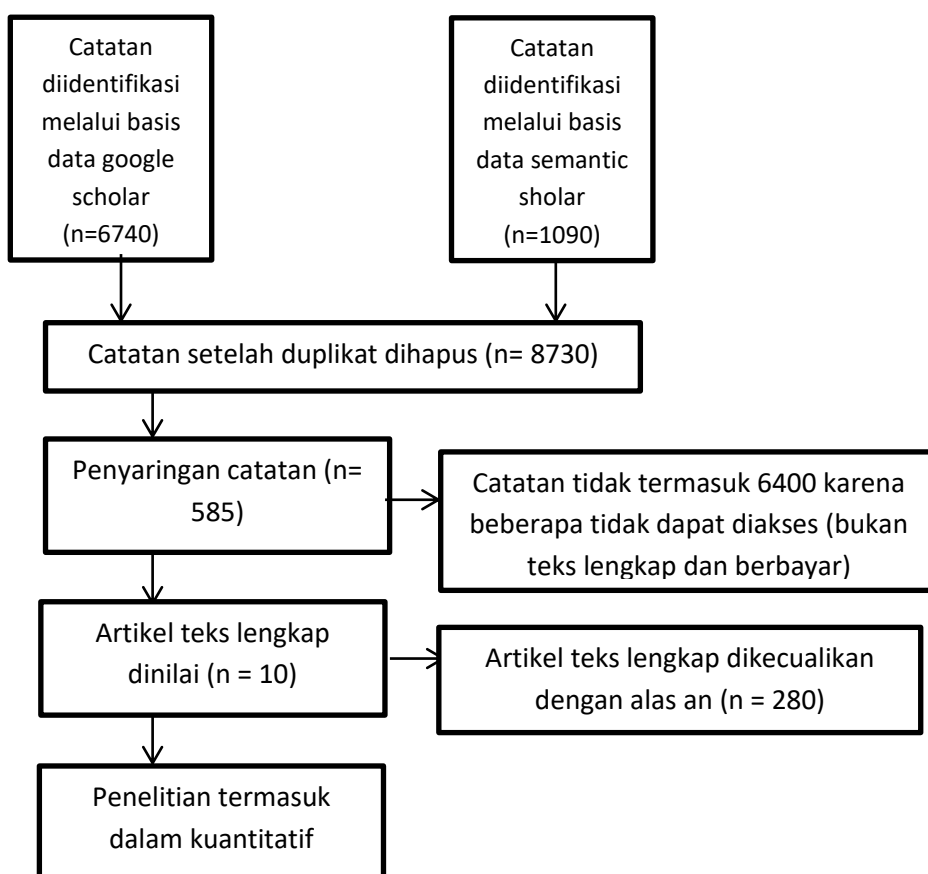 Catatan
diidentifikasi
melalui basis
data google
scholar
(n=6740)
Catatan
diidentifikasi
melalui basis
data semantic
sholar
(n=1090)
Catatan setelah duplikat dihapus (n= 8730)
Penyaringan catatan (n=
585)
Catatan tidak termasuk 6400 karena
beberapa tidak dapat diakses (bukan
teks lengkap dan berbayar)
Artikel teks lengkap
dinilai (n = 10)
Artikel teks lengkap dikecualikan
dengan alas an (n = 280)
Penelitian termasuk
dalam kuantitatif